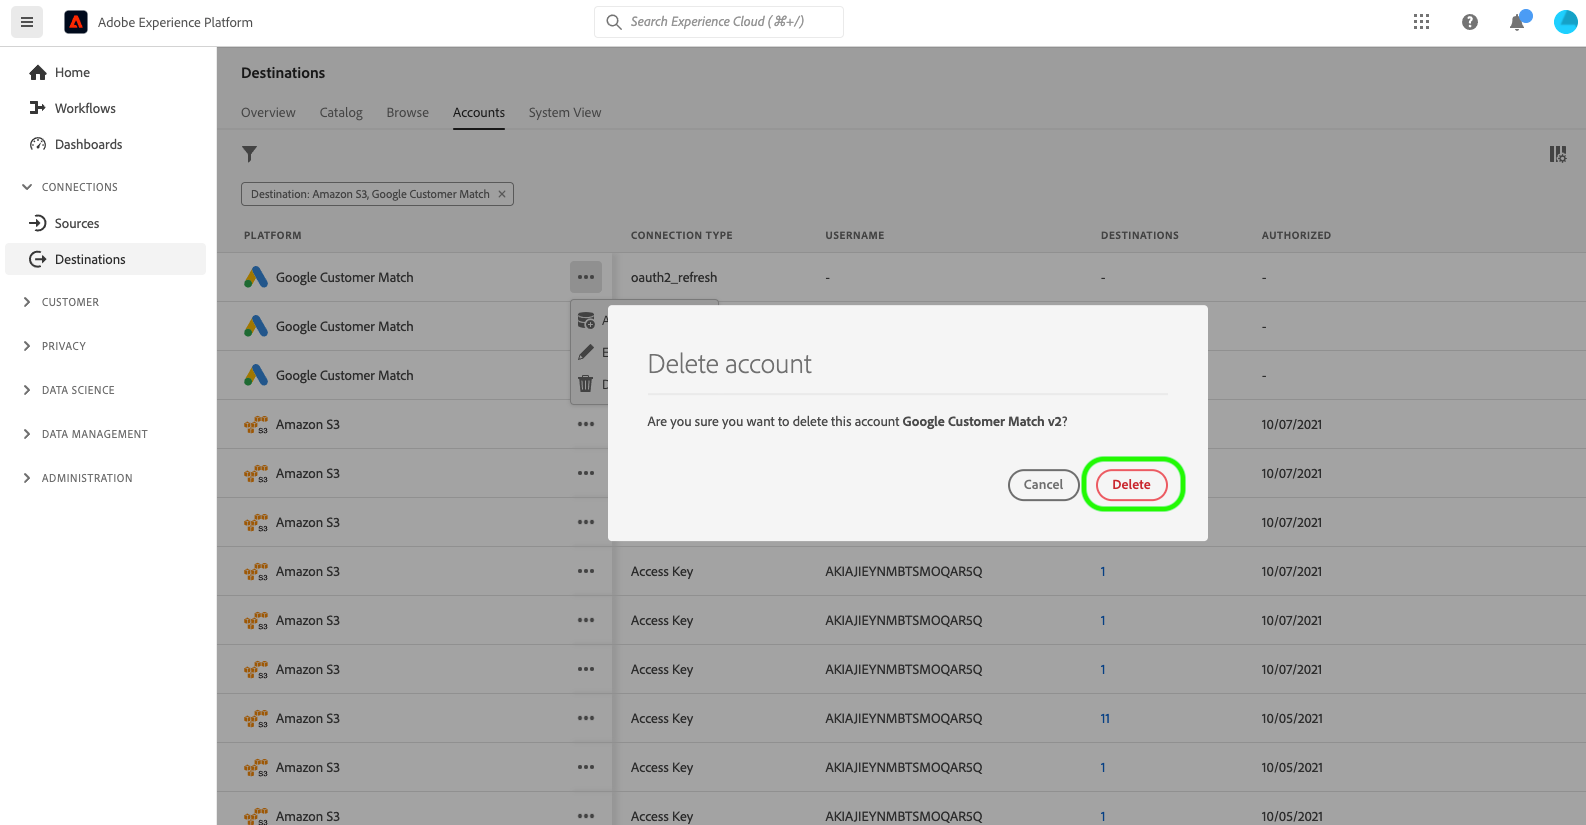 Adobe Experience Platform
Search Experience Cloud (⌘+/)
Home
Workflows
Dashboards
CONNECTIONS
Sources
Destinations
CUSTOMER
PRIVACY
DATA SCIENCE
DATA MANAGEMENT
ADMINISTRATION
Destinations
Overview Catalog Browse Accounts System View
Destination: Amazon S3, Google Customer Match ×
PLATFORM CONNECTION TYPE USERNAME DESTINATIONS AUTHORIZED
Google Customer Match ••• oauth2_refresh - - -
Google Customer Match -
Google Customer Match -
Amazon S3 ••• 10/07/2021
Amazon S3 ••• 10/07/2021
Amazon S3 ••• 10/07/2021
Amazon S3 ••• Access Key AKIAJIEYNMBTSMOQAR5Q 1 10/07/2021
Amazon S3 ••• Access Key AKIAJIEYNMBTSMOQAR5Q 1 10/07/2021
Amazon S3 ••• Access Key AKIAJIEYNMBTSMOQAR5Q 1 10/07/2021
Amazon S3 ••• Access Key AKIAJIEYNMBTSMOQAR5Q 11 10/05/2021
Amazon S3 ••• Access Key AKIAJIEYNMBTSMOQAR5Q 1 10/05/2021
Amazon S3 ••• Access Key AKIAJIEYNMBTSMOQAR5Q 1 10/05/2021
Delete account
Are you sure you want to delete this account Google Customer Match v2?
Cancel Delete